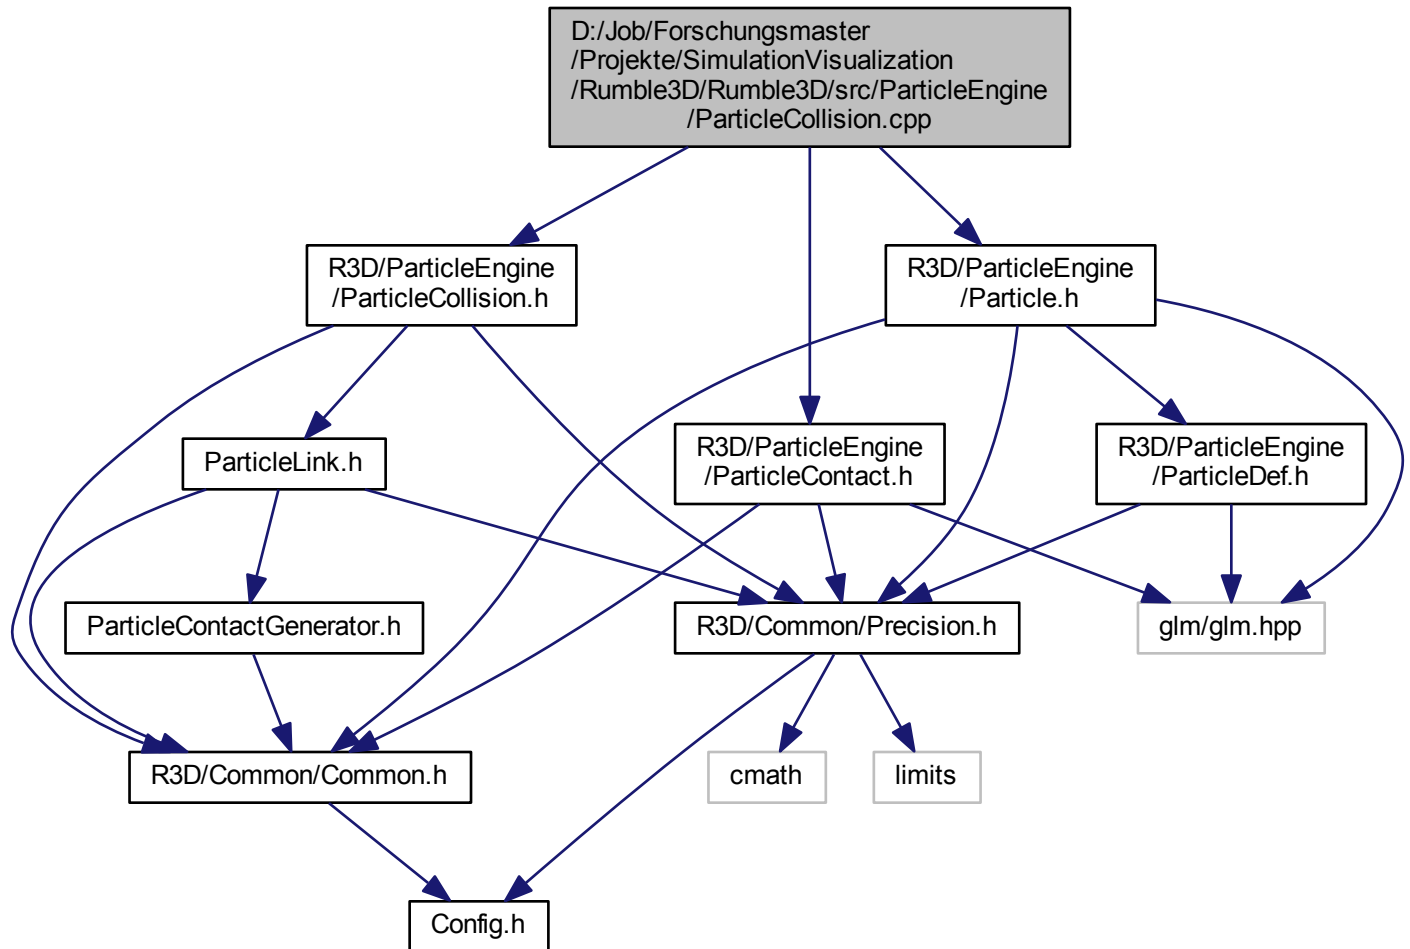 D:/Job/Forschungsmaster
/Projekte/SimulationVisualization
/Rumble3D/Rumble3D/src/ParticleEngine
/ParticleCollision.cpp
R3D/ParticleEngine
/ParticleCollision.h
R3D/ParticleEngine
/Particle.h
ParticleLink.h
R3D/ParticleEngine
/ParticleContact.h
R3D/ParticleEngine
/ParticleDef.h
ParticleContactGenerator.h
R3D/Common/Precision.h
glm/glm.hpp
R3D/Common/Common.h
cmath
limits
Config.h